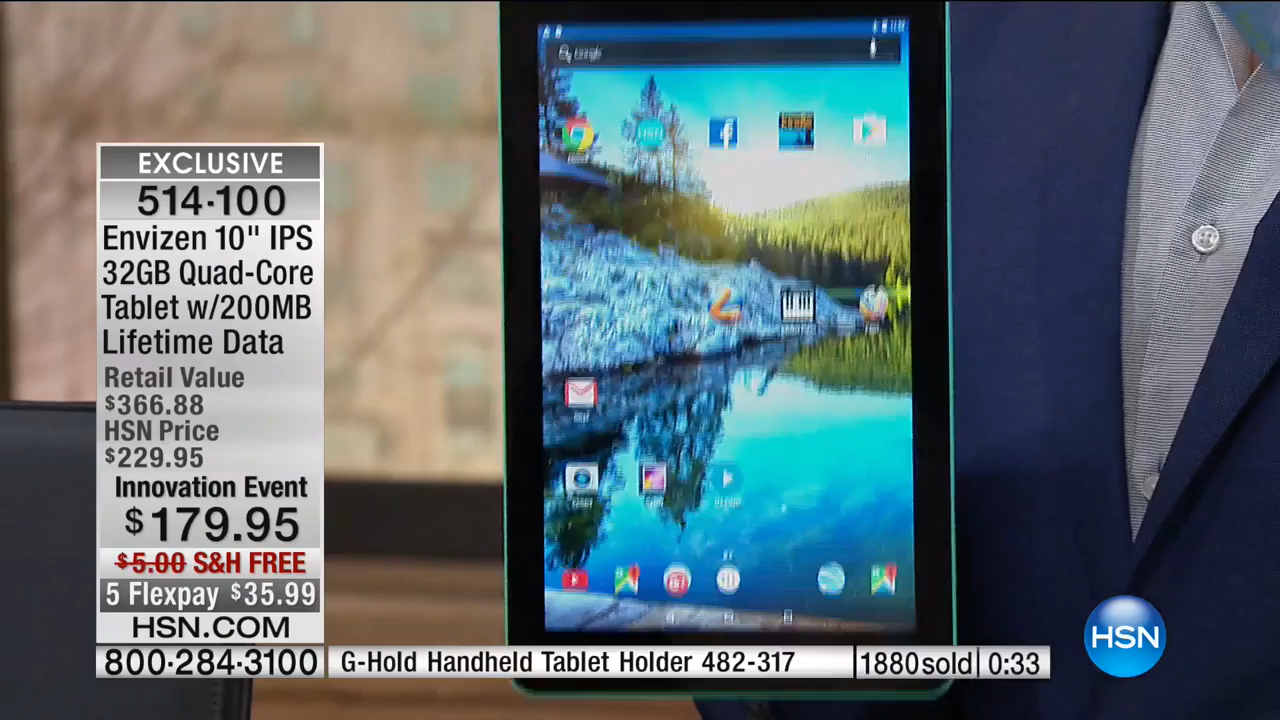 EXCLUSIVE
514-100
Envizen 10" IPS
32GB Quad-Core
Tablet w/200MB
Lifetime Data
Retail Value
$366.88
HSN Price
$229.95
Innovation Event
$179.95
$5.00 S&H FREE
5 Flexpay $35.99
HSN.COM
800-284-3100
G-Hold Handheld Tablet Holder 482-317
1880sold
0:33
HSN
Google
HSN